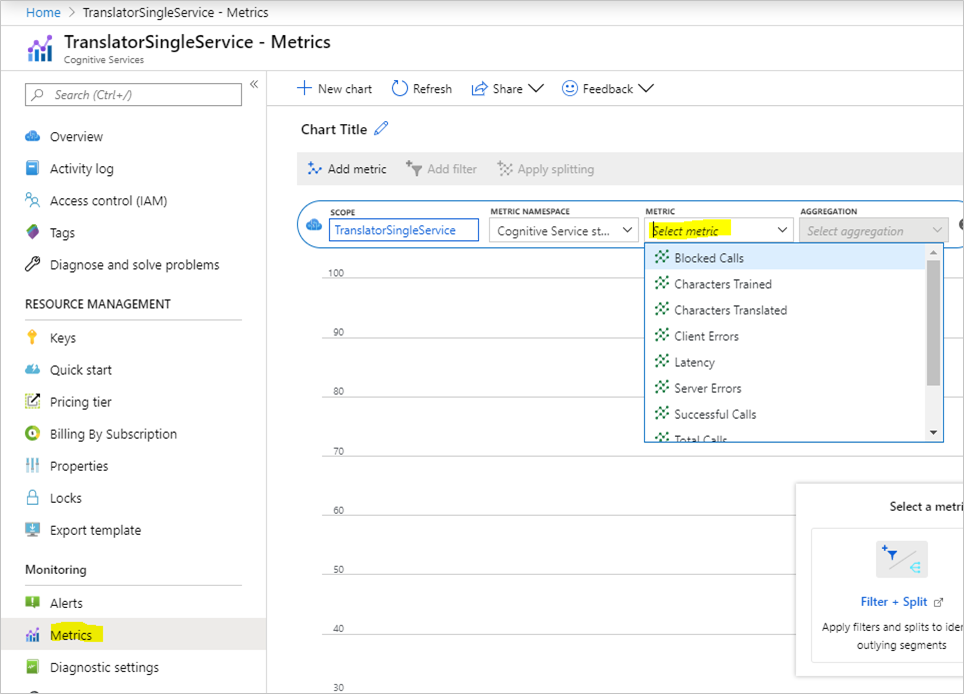 Home > TranslatorSingleService - Metrics
TranslatorSingleService - Metrics
Cognitive Services
Search (Ctrl+/)
«
Overview
Activity log
Access control (IAM)
Tags
Diagnose and solve problems
RESOURCE MANAGEMENT
Keys
Quick start
Pricing tier
Billing By Subscription
Properties
Locks
Export template
Monitoring
Alerts
Metrics
Diagnostic settings
New chart Refresh Share Feedback
Chart Title
Add metric Add filter Apply splitting
SCOPE METRIC NAMESPACE METRIC AGGREGATION
TranslatorSingleService Cognitive Service st... Select metric Select aggregation
Blocked Calls
Characters Trained
Characters Translated
Client Errors
Latency
Server Errors
Successful Calls
Total Calls
100
90
80
70
60
50
40
30
Select a metri
Filter + Split
Apply filters and splits to iden
outlying segments